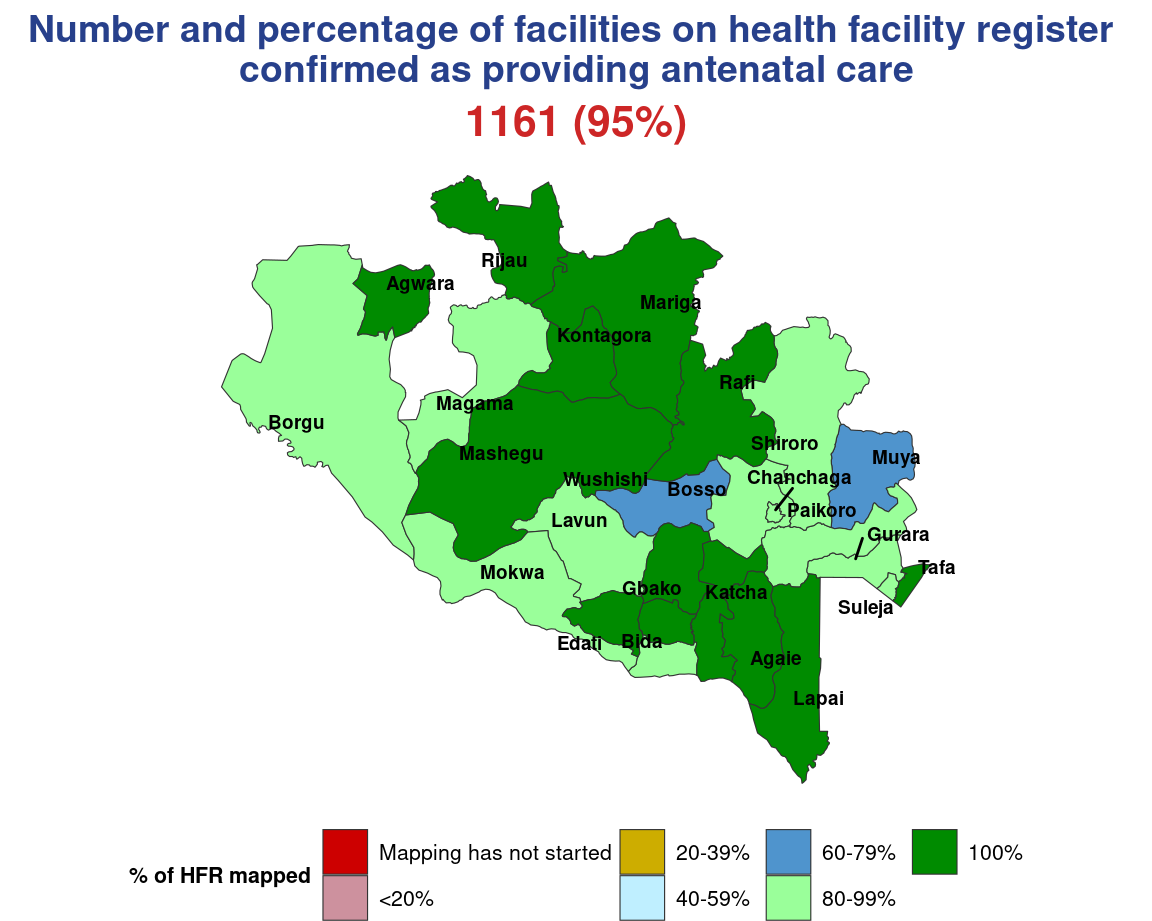 Number and percentage of facilities on health facility register
confirmed as providing antenatal care
1161 (95%)
Rijau
Agwara
Mariga
Kontagora
Rafi
Magama
Borgu
Shiroro
Mashegu
Muya
Wushishi
Chanchaga
Bosso
Paikoro
Lavun
Gurara
Tafa
Mokwa
Gbako
Katcha
Suleja
Edati
Bida
Agaie
Lapai
% of HFR mapped
Mapping has not started
<20%
20-39%
40-59%
60-79%
80-99%
100%